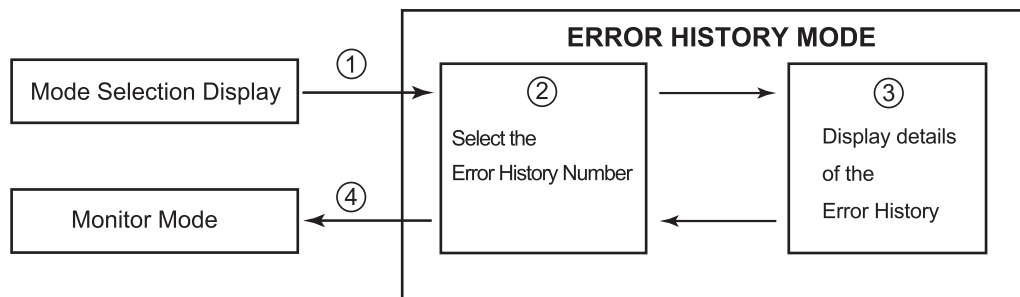 ERROR HISTORY MODE
Mode Selection Display
①
②
Select the
Error History Number
③
Display details
of the
Error History
④
Monitor Mode